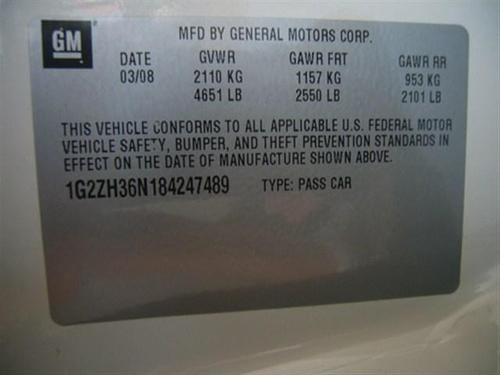 GM
MFD BY GENERAL MOTORS CORP.
DATE GVWR GAWR FRT GAWR RR
03/08 2110 KG 1157 KG 953 KG
4651 LB 2550 LB 2101 LB
THIS VEHICLE CONFORMS TO ALL APPLICABLE U.S. FEDERAL MOTOR
VEHICLE SAFETY, BUMPER, AND THEFT PREVENTION STANDARDS IN
EFFECT ON THE DATE OF MANUFACTURE SHOWN ABOVE.
1G2ZH36N184247489 TYPE: PASS CAR